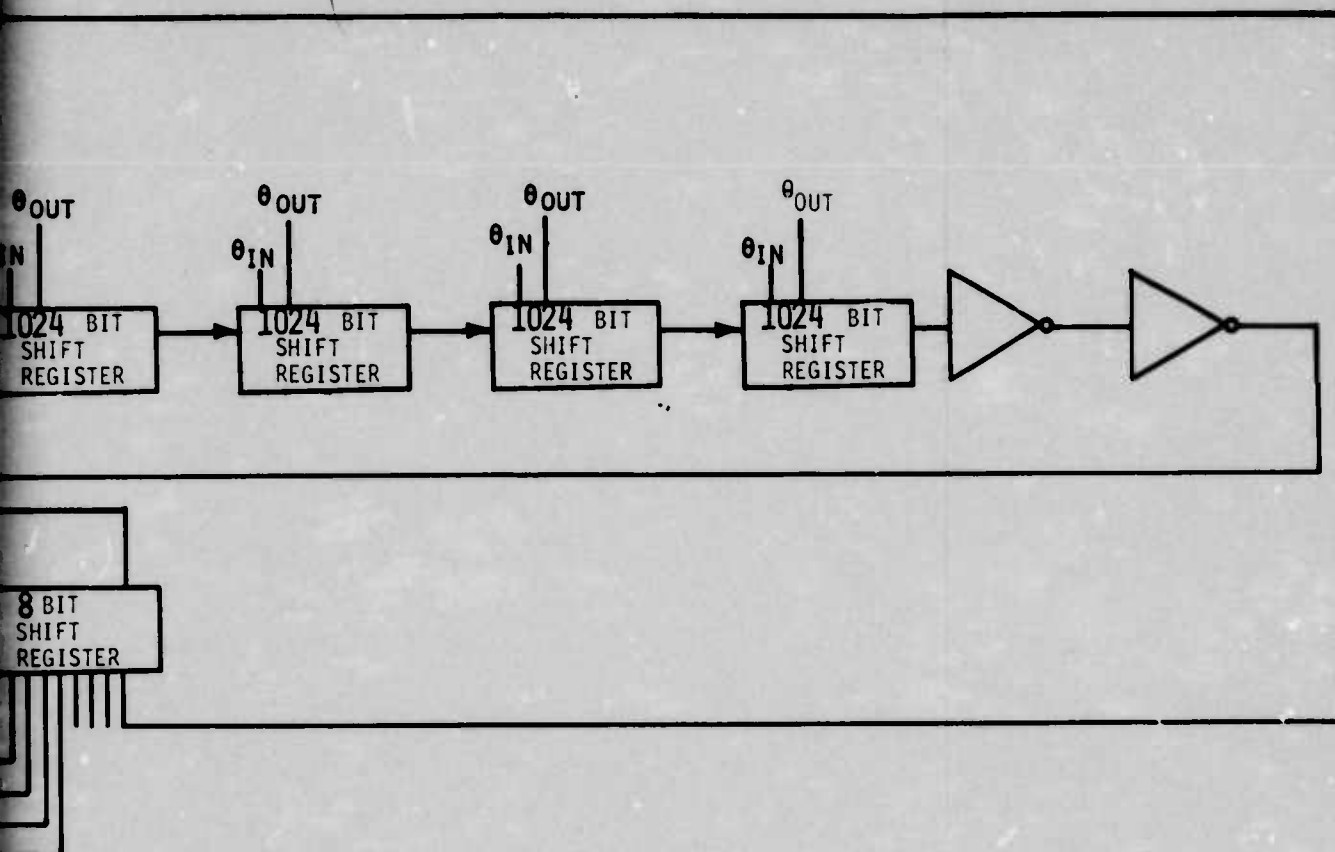 θOUT
θOUT
θOUT
θOUT
IN
θIN
θIN
θIN
1024 BIT
SHIFT
REGISTER
1024 BIT
SHIFT
REGISTER
1024 BIT
SHIFT
REGISTER
1024 BIT
SHIFT
REGISTER
8 BIT
SHIFT
REGISTER